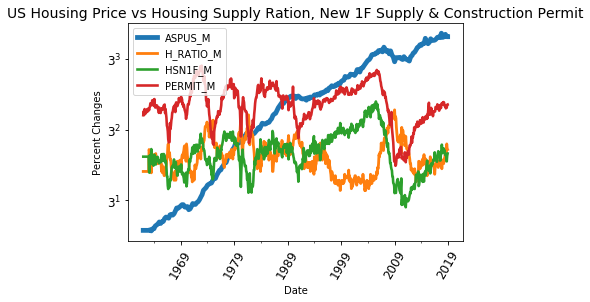 US Housing Price vs Housing Supply Ration, New 1F Supply & Construction Permit
ASPUS_M
H_RATIO_M
HSN1F_M
PERMIT_M
Percent Changes
3³
3²
3¹
1969
1979
1989
1999
2009
2019
Date